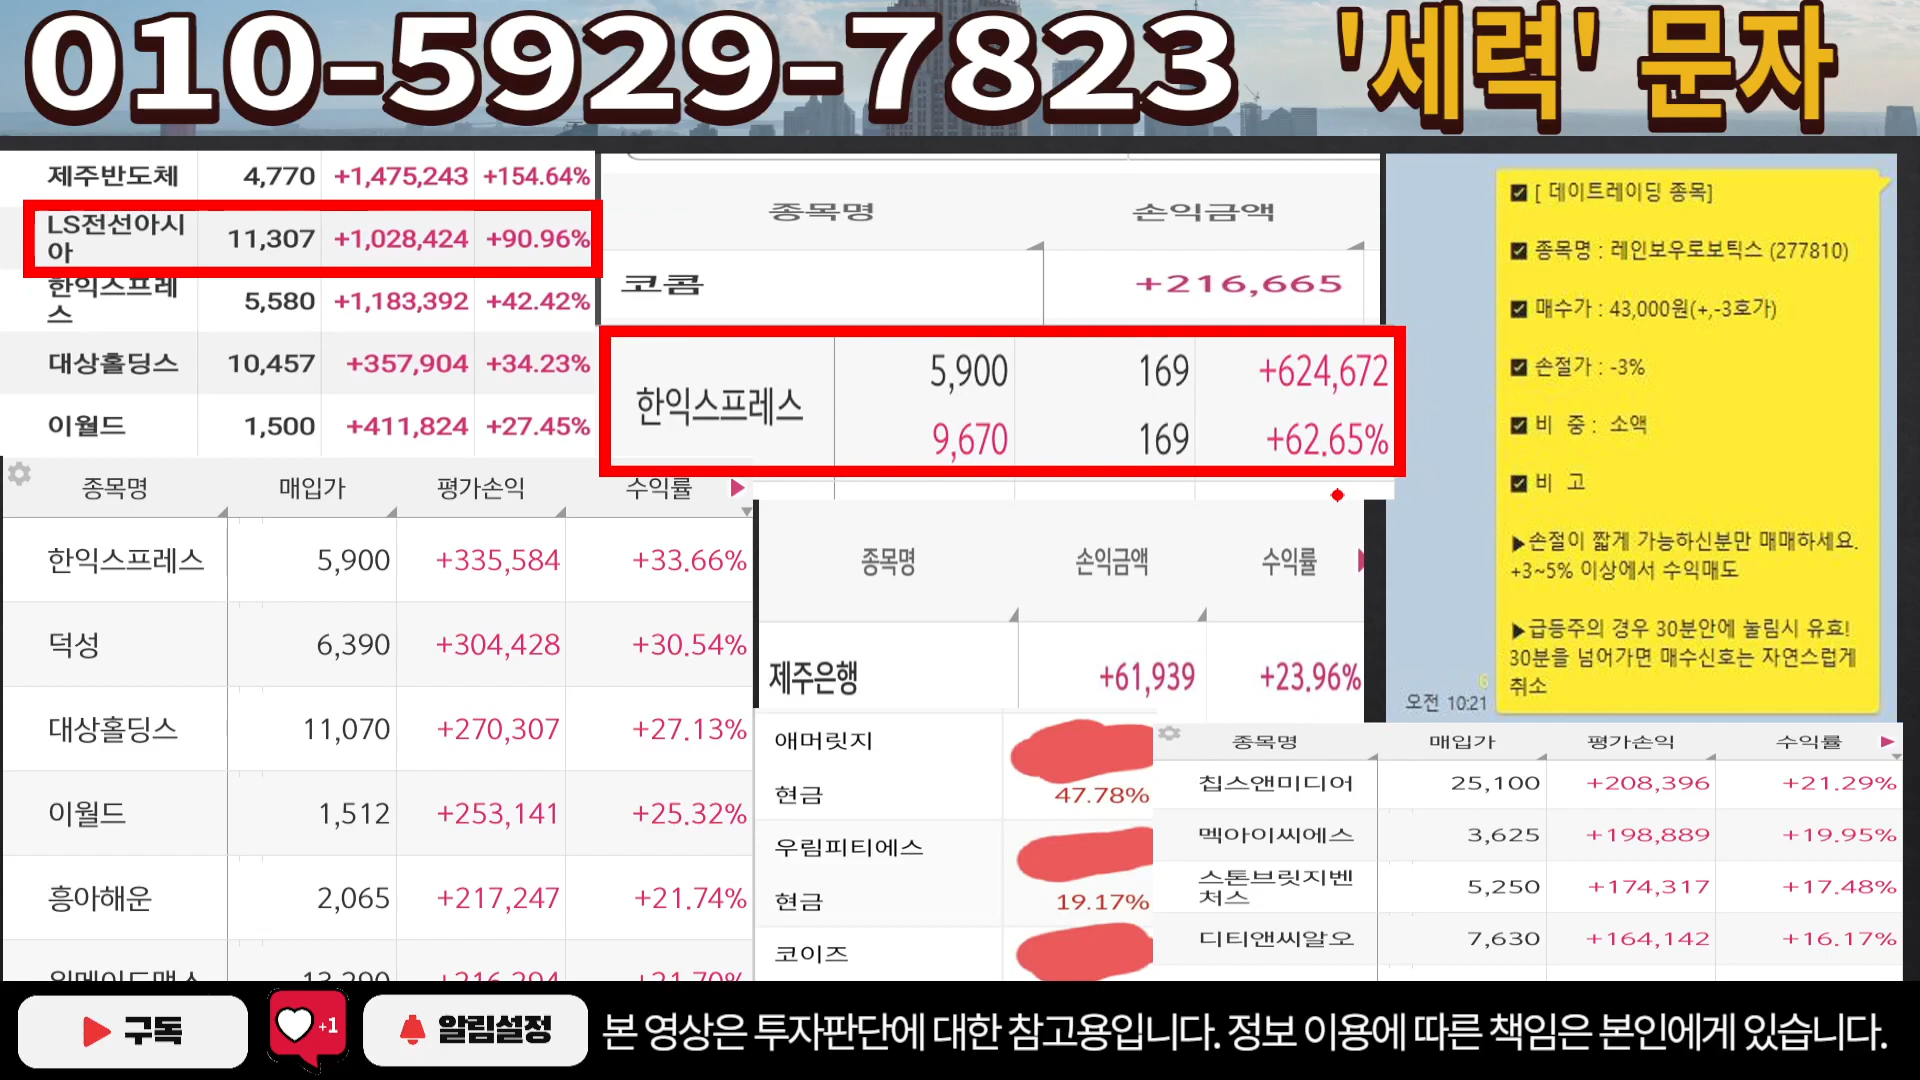 010-5929-7823 '세력' 문자
제주반도체 4,770 +1,475,243 +154.64%
LS전선아시
아 11,307 +1,028,424 +90.96%
한익스프레
스 5,580 +1,183,392 +42.42%
대상홀딩스 10,457 +357,904 +34.23%
이월드 1,500 +411,824 +27.45%
종목명 손익금액
코콤 +216,665
한익스프레스 5,900 169 +624,672
9,670 169 +62.65%
☑ [ 데이트레이딩 종목]
☑ 종목명 : 레인보우로보틱스 (277810)
☑ 매수가 : 43,000원(+,-3호가)
☑ 손절가 : -3%
☑ 비 중 : 소액
☑ 비 고
▶손절이 짧게 가능하신분만 매매하세요.
+3~5% 이상에서 수익매도
▶급등주의 경우 30분안에 눌림시 유효!
30분을 넘어가면 매수신호는 자연스럽게
취소
6
오전 10:21
종목명 매입가 평가손익 수익률
한익스프레스 5,900 +335,584 +33.66%
덕성 6,390 +304,428 +30.54%
대상홀딩스 11,070 +270,307 +27.13%
이월드 1,512 +253,141 +25.32%
흥아해운 2,065 +217,247 +21.74%
종목명 손익금액 수익률
제주은행 +61,939 +23.96%
애머릿지
현금 47.78%
우림피티에스
현금 19.17%
코이즈
종목명 매입가 평가손익 수익률
칩스앤미디어 25,100 +208,396 +21.29%
멕아이씨에스 3,625 +198,889 +19.95%
스톤브릿지벤
처스 5,250 +174,317 +17.48%
디티앤씨알오 7,630 +164,142 +16.17%
구독 +1 알림설정 본 영상은 투자판단에 대한 참고용입니다. 정보 이용에 따른 책임은 본인에게 있습니다.